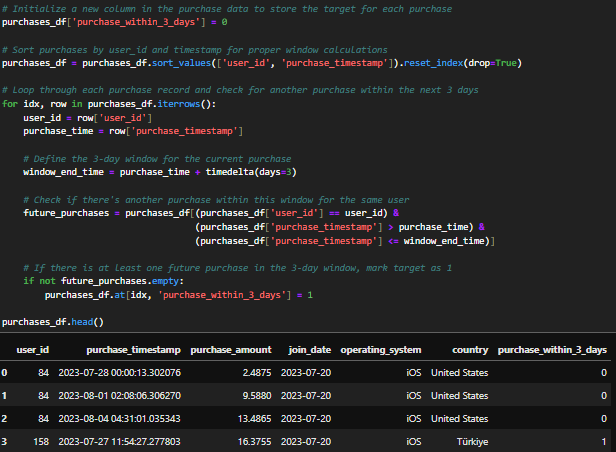 # Initialize a new column in the purchase data to store the target for each purchase
purchases_df['purchase_within_3_days'] = 0
# Sort purchases by user_id and timestamp for proper window calculations
purchases_df = purchases_df.sort_values(['user_id', 'purchase_timestamp']).reset_index(drop=True)
# Loop through each purchase record and check for another purchase within the next 3 days
for idx, row in purchases_df.iterrows():
    user_id = row['user_id']
    purchase_time = row['purchase_timestamp']
    # Define the 3-day window for the current purchase
    window_end_time = purchase_time + timedelta(days=3)
    # Check if there's another purchase within this window for the same user
    future_purchases = purchases_df[(purchases_df['user_id'] == user_id) &
                                    (purchases_df['purchase_timestamp'] > purchase_time) &
                                    (purchases_df['purchase_timestamp'] <= window_end_time)]
    # If there is at least one future purchase in the 3-day window, mark target as 1
    if not future_purchases.empty:
        purchases_df.at[idx, 'purchase_within_3_days'] = 1
purchases_df.head()
user_id purchase_timestamp purchase_amount join_date operating_system country purchase_within_3_days
0 84 2023-07-28 00:00:13.302076 2.4875 2023-07-20 iOS United States 0
1 84 2023-08-01 02:08:06.306270 9.5880 2023-07-20 iOS United States 0
2 84 2023-08-04 04:31:01.035343 13.4865 2023-07-20 iOS United States 0
3 158 2023-07-27 11:54:27.277803 16.3755 2023-07-20 iOS Türkiye 1